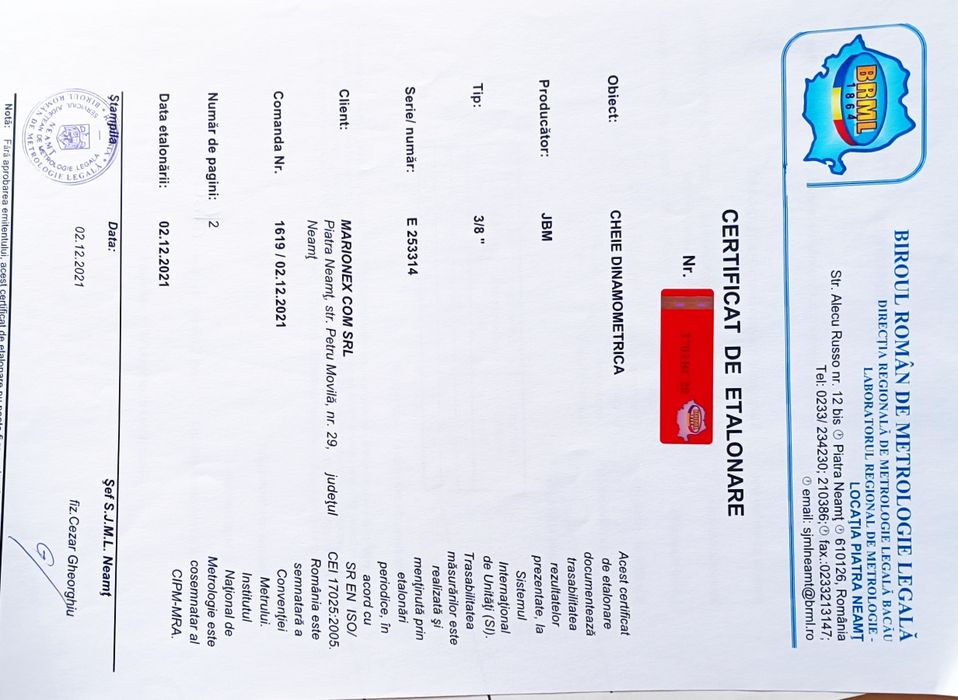 BRML
1864
BIROUL ROMÂN DE METROLOGIE LEGALĂ
DIRECȚIA REGIONALĂ DE METROLOGIE LEGALĂ BACĂU
LABORATORUL REGIONAL DE METROLOGIE -
LOCAȚIA PIATRA NEAMȚ
Str. Alecu Russo nr. 12 bis Piatra Neamț 610126, România
Tel: 0233/ 234230; 210386; fax.:0233213147;
email: sjmlneamt@brml.ro
CERTIFICAT DE ETALONARE
Nr.
Obiect: CHEIE DINAMOMETRICA
Producător: JBM
Tip: 3/8 "
Serie/ număr: E 253314
Client: MARIONEX COM SRL
Piatra Neamț, str. Petru Movilă, nr. 29, județul
Neamț
Comanda Nr. 1619 / 02.12.2021
Număr de pagini: 2
Data etalonării: 02.12.2021
Acest certificat
de etalonare
documentează
trasabilitatea
rezultatelor
prezentate, la
Sistemul
Internațional
de Unități (SI).
Trasabilitatea
măsurărilor este
realizată și
menținută prin
etalonări
periodice, în
acord cu
SR EN ISO/
CEI 17025:2005.
România este
semnatară a
Convenției
Metrului.
Institutul
Național de
Metrologie este
cosemnatar al
CIPM-MRA.
Ștampila Data: Șef S.J.M.L. Neamț
02.12.2021 fiz.Cezar Gheorghiu
Notă: Fără aprobarea emitentului, acest certificat de etalonare nu poate fi